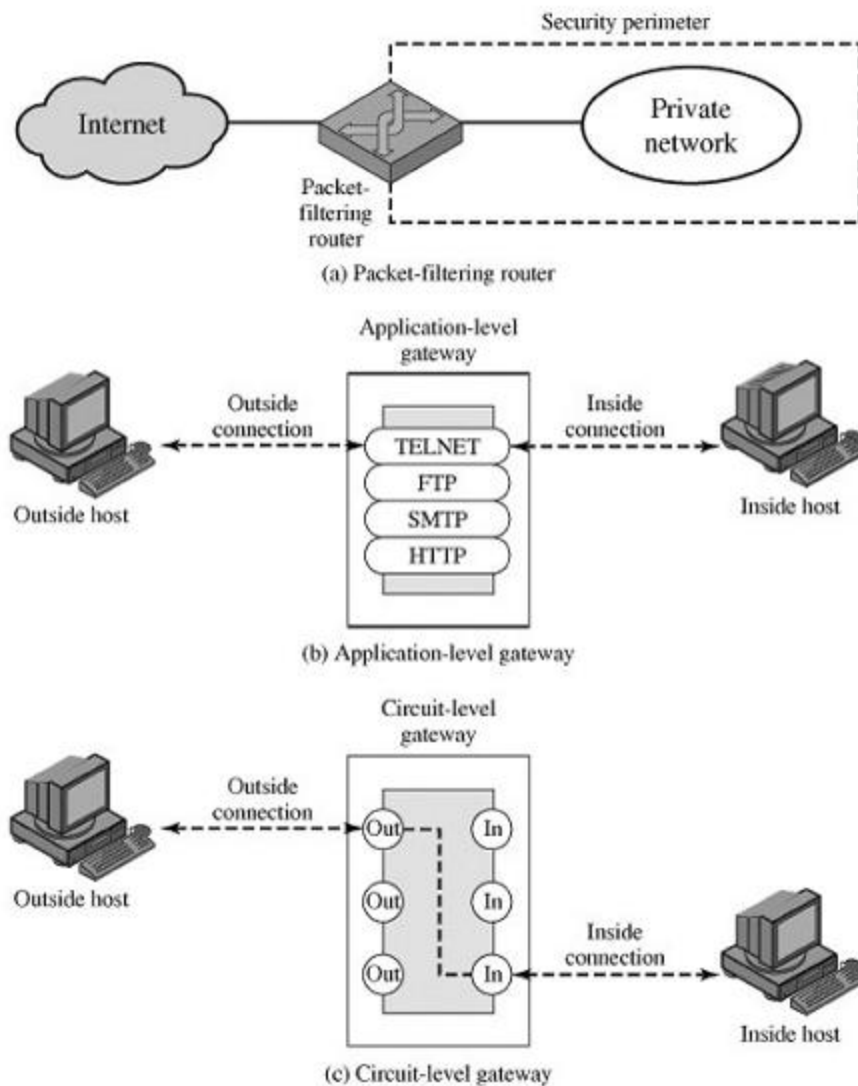 Security perimeter
Internet
Private
network
Packet-
filtering
router
(a) Packet-filtering router
Application-level
gateway
Outside
connection
Inside
connection
TELNET
FTP
SMTP
HTTP
Outside host
Inside host
(b) Application-level gateway
Circuit-level
gateway
Outside
connection
Out
In
Outside host
Out
In
Inside
connection
Out
In
Inside host
(c) Circuit-level gateway